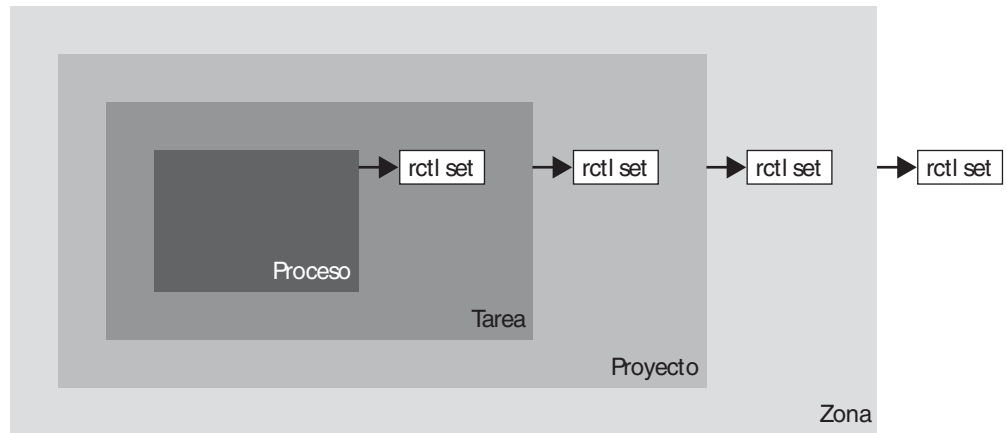 rctl set rctl set rctl set rctl set
Proceso
Tarea
Proyecto
Zona